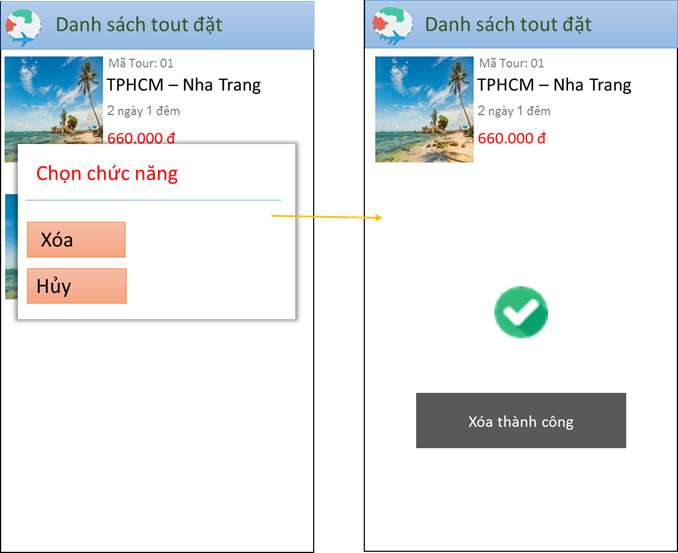 Danh sách tout đặt
Mã Tour: 01
TPHCM – Nha Trang
2 ngày 1 đêm
660.000 đ
Chọn chức năng
Xóa
Hủy
Danh sách tout đặt
Mã Tour: 01
TPHCM – Nha Trang
2 ngày 1 đêm
660.000 đ
Xóa thành công